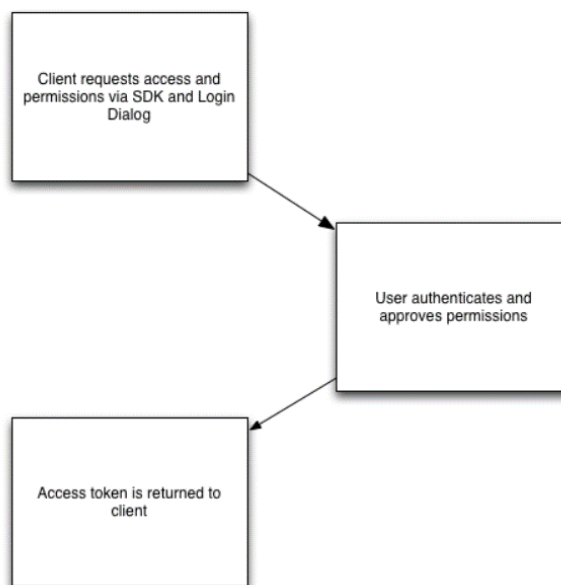 Client requests access and
permissions via SDK and Login
Dialog
User authenticates and
approves permissions
Access token is returned to
client